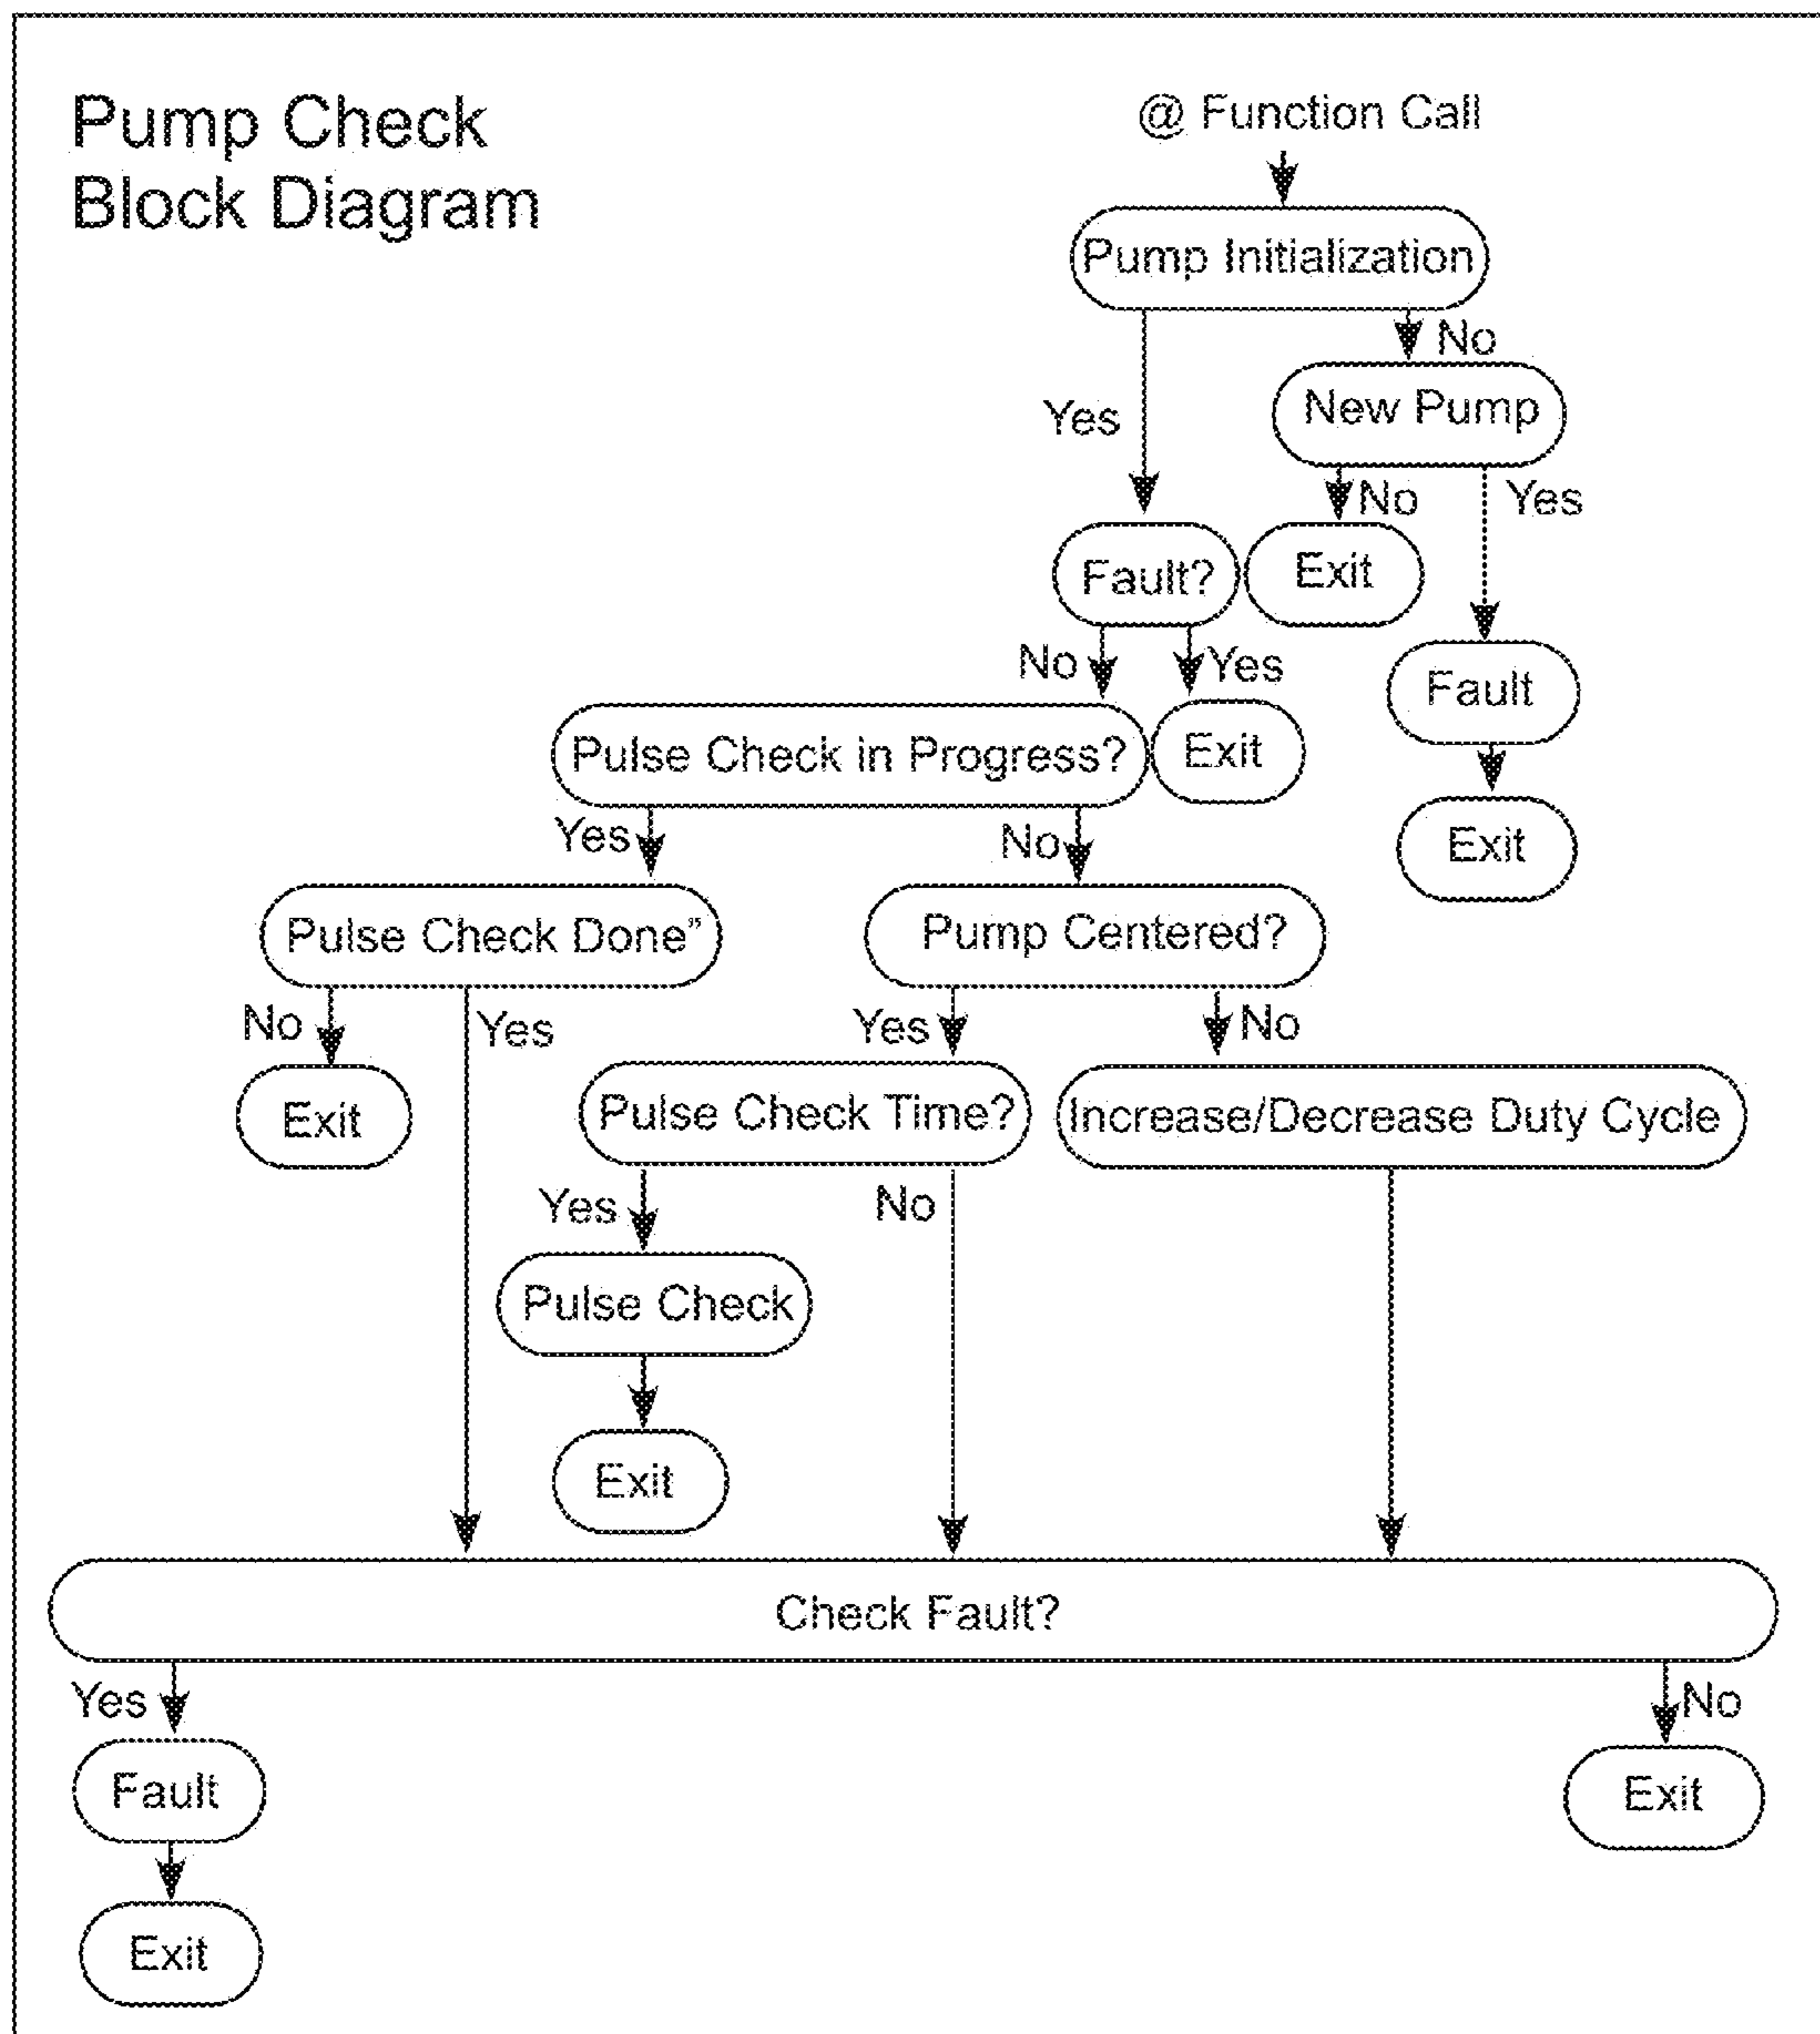 Pump Check
Block Diagram
@ Function Call
Pump Initialization
No
Yes
New Pump
No
Yes
Fault?
Exit
No
Yes
Fault
Pulse Check in Progress?
Exit
Yes
No
Exit
Pulse Check Done”
Pump Centered?
No
Yes
Yes
No
Exit
Pulse Check Time?
Increase/Decrease Duty Cycle
Yes
No
Pulse Check
Exit
Check Fault?
Yes
No
Fault
Exit
Exit